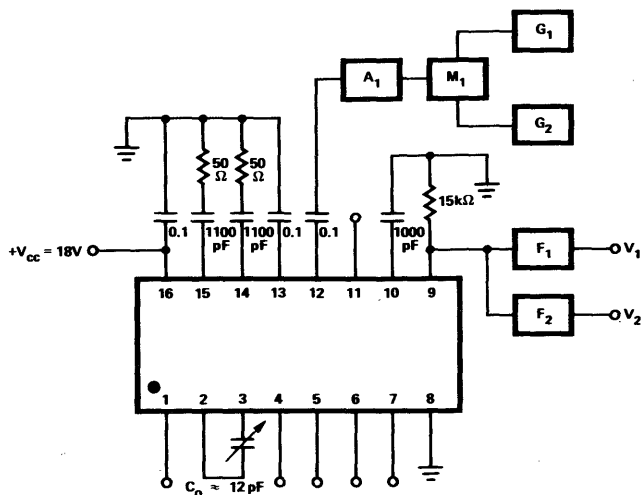 G1
A1
M1
G2
50
Ω
50
Ω
15kΩ
0.1
1100
pF
1100
pF
0.1
0.1
1000
pF
+Vcc = 18V
F1
V1
F2
V2
16 15 14 13 12 11 10 9
1 2 3 4 5 6 7 8
Co ≈ 12 pF